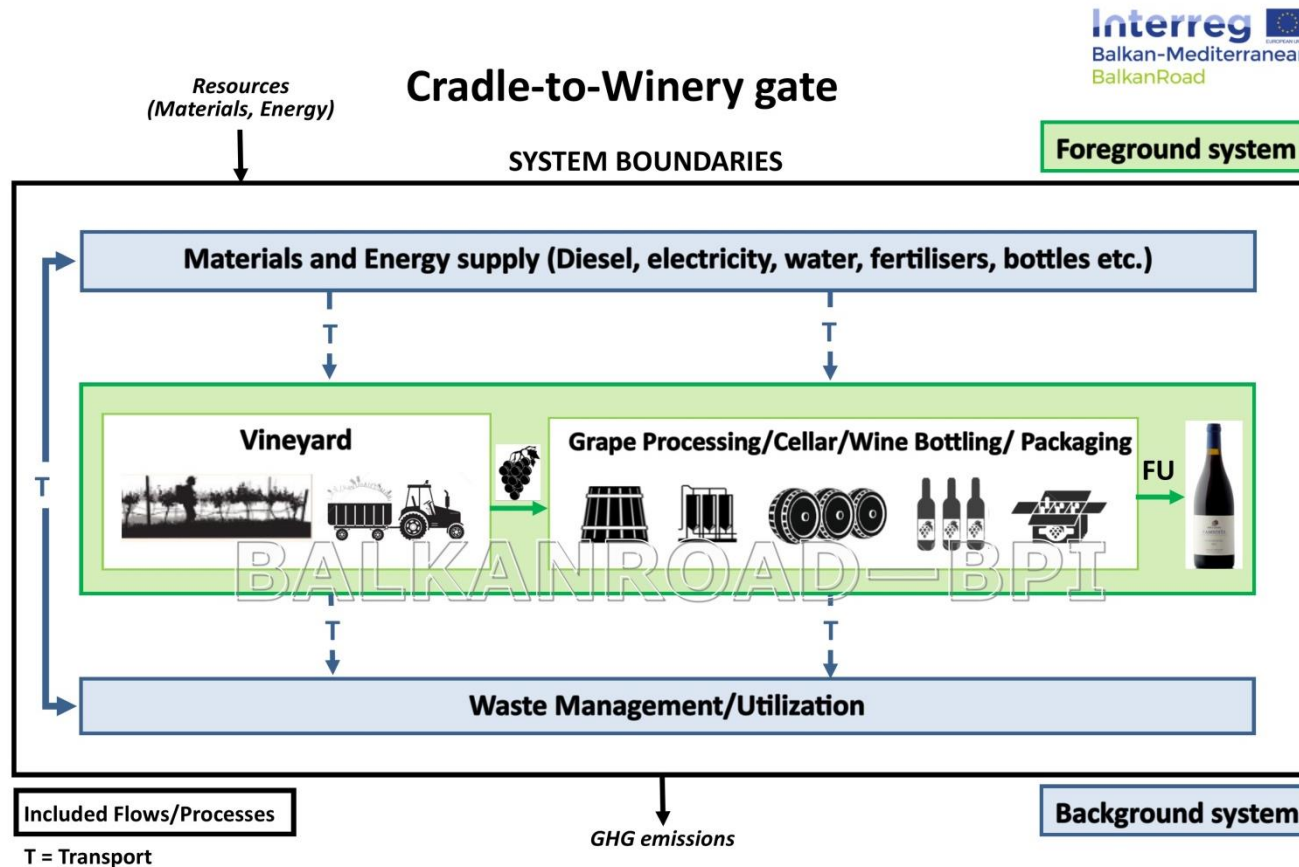 Interreg
EUROPEAN UN
Balkan-Mediterranean
BalkanRoad
Resources
(Materials, Energy)
Cradle-to-Winery gate
Foreground system
SYSTEM BOUNDARIES
Materials and Energy supply (Diesel, electricity, water, fertilisers, bottles etc.)
T
T
T
Vineyard
Grape Processing/Cellar/Wine Bottling/ Packaging
FU
BALKANROAD—BPI
T
T
Waste Management/Utilization
Included Flows/Processes
T = Transport
GHG emissions
Background system